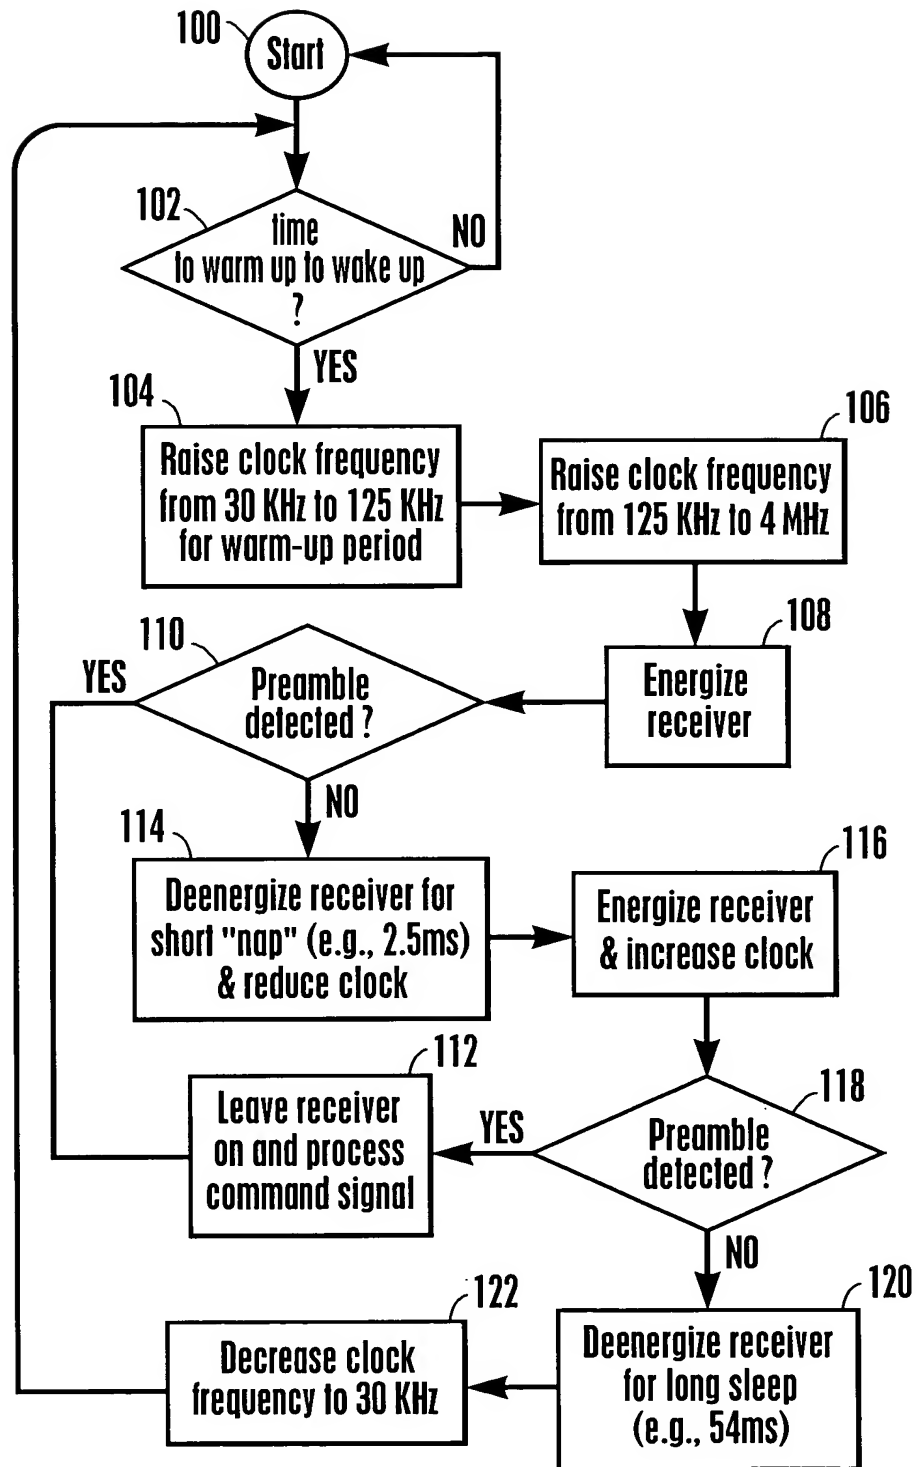 100
Start
102
time
to warm up to wake up
?
NO
YES
104
Raise clock frequency
from 30 KHz to 125 KHz
for warm-up period
106
Raise clock frequency
from 125 KHz to 4 MHz
108
Energize
receiver
110
YES
Preamble
detected ?
NO
114
Deenergize receiver for
short "nap" (e.g., 2.5ms)
& reduce clock
116
Energize receiver
& increase clock
112
Leave receiver
on and process
command signal
YES
118
Preamble
detected ?
NO
120
Deenergize receiver
for long sleep
(e.g., 54ms)
122
Decrease clock
frequency to 30 KHz